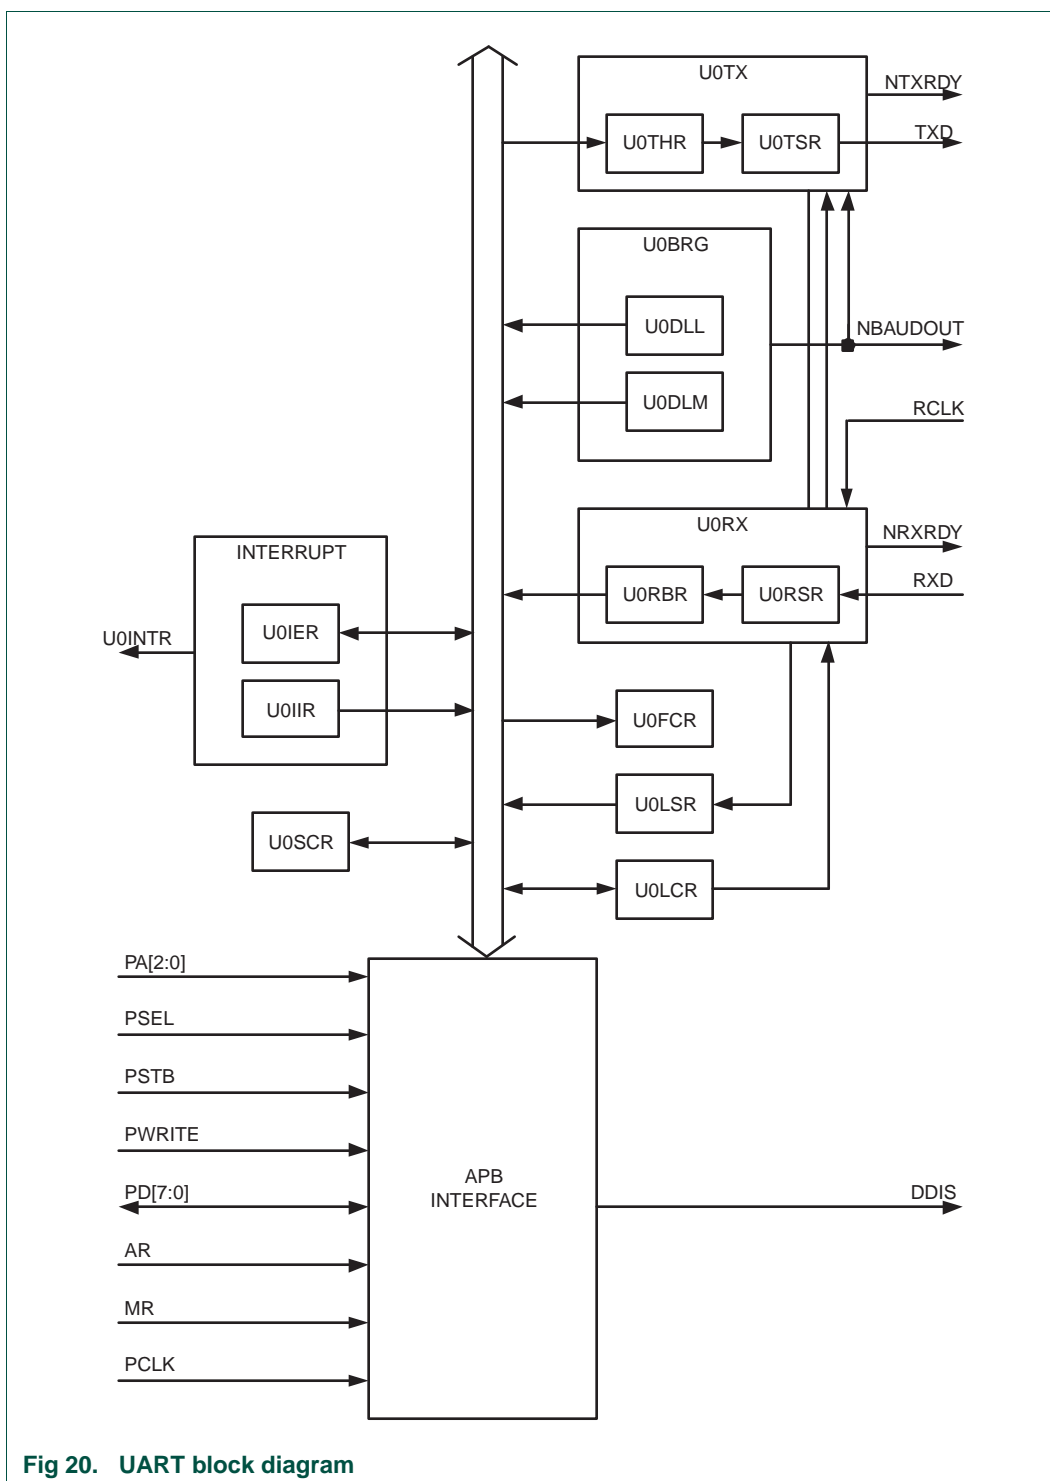 U0TX
NTXRDY
U0THR
U0TSR
TXD
U0BRG
U0DLL
NBAUDOUT
U0DLM
RCLK
U0RX
NRXRDY
INTERRUPT
U0RBR
U0RSR
RXD
U0INTR
U0IER
U0IIR
U0FCR
U0LSR
U0SCR
U0LCR
PA[2:0]
PSEL
PSTB
PWRITE
PD[7:0]
APB
INTERFACE
DDIS
AR
MR
PCLK
Fig 20. UART block diagram